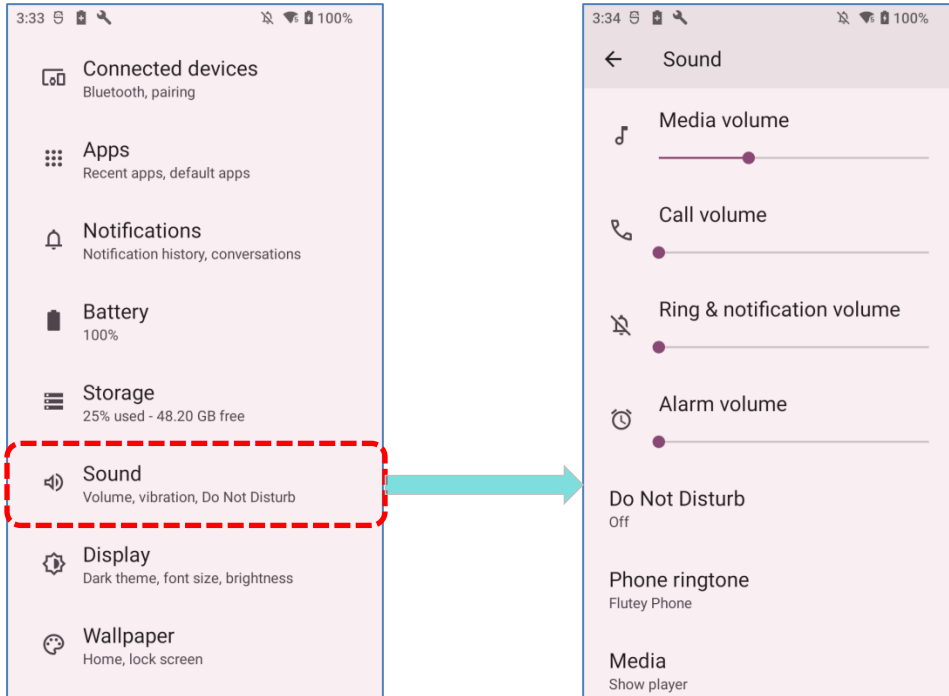 3:33 100%
Connected devices
Bluetooth, pairing
Apps
Recent apps, default apps
Notifications
Notification history, conversations
Battery
100%
Storage
25% used - 48.20 GB free
Sound
Volume, vibration, Do Not Disturb
Display
Dark theme, font size, brightness
Wallpaper
Home, lock screen
3:34 100%
Sound
Media volume
Call volume
Ring & notification volume
Alarm volume
Do Not Disturb
Off
Phone ringtone
Flutey Phone
Media
Show player